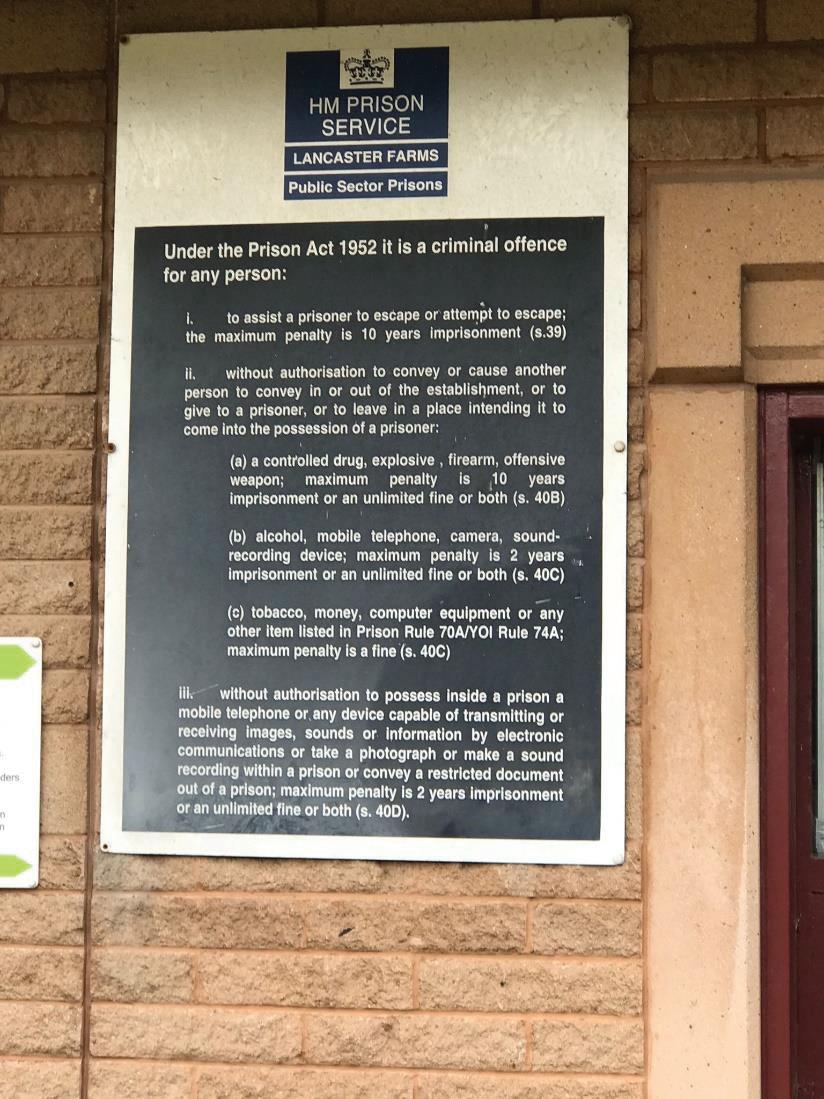 HM PRISON
SERVICE
LANCASTER FARMS
Public Sector Prisons
Under the Prison Act 1952 it is a criminal offence
for any person:
i. to assist a prisoner to escape or attempt to escape;
the maximum penalty is 10 years imprisonment (s.39)
ii. without authorisation to convey or cause another
person to convey in or out of the establishment, or to
give to a prisoner, or to leave in a place intending it to
come into the possession of a prisoner:
(a) a controlled drug, explosive , firearm, offensive
weapon; maximum penalty is 10 years
imprisonment or an unlimited fine or both (s. 40B)
(b) alcohol, mobile telephone, camera, sound-
recording device; maximum penalty is 2 years
imprisonment or an unlimited fine or both (s. 40C)
(c) tobacco, money, computer equipment or any
other item listed in Prison Rule 70A/YOI Rule 74A;
maximum penalty is a fine (s. 40C)
iii. without authorisation to possess inside a prison a
mobile telephone or any device capable of transmitting or
receiving images, sounds or information by electronic
communications or take a photograph or make a sound
recording within a prison or convey a restricted document
out of a prison; maximum penalty is 2 years imprisonment
or an unlimited fine or both (s. 40D).